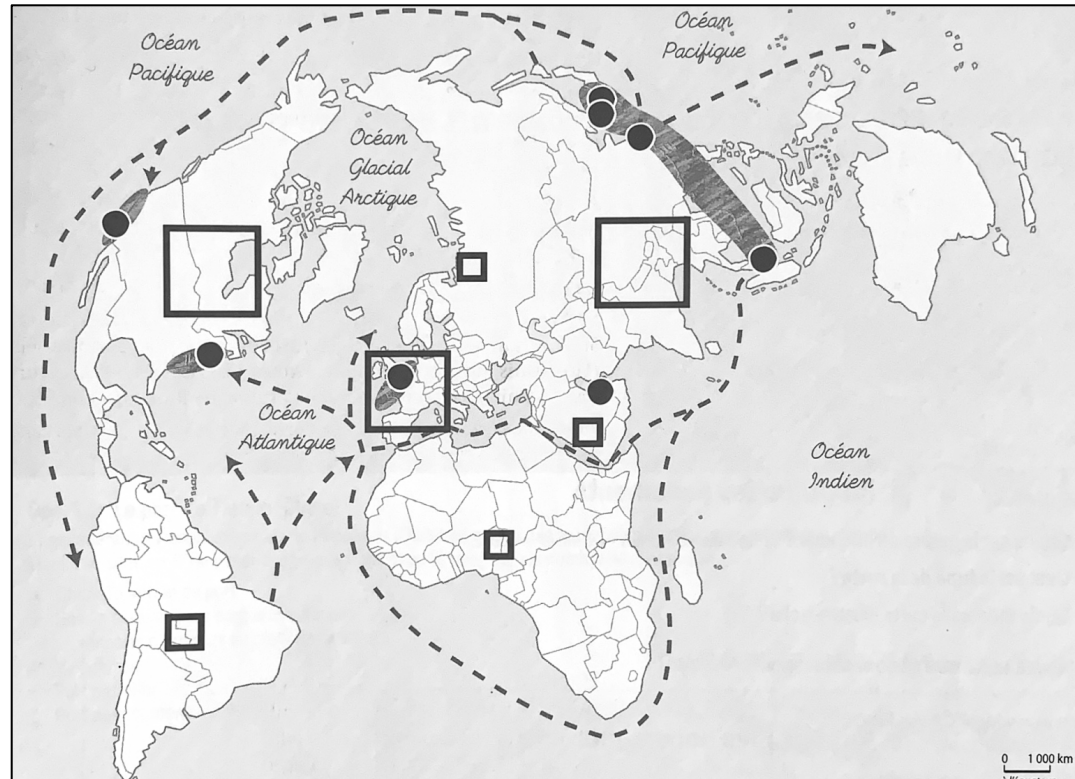 Océan
Pacifique
Océan
Pacifique
Océan
Glacial
Arctique
Océan
Atlantique
Océan
Indien
0 1 000 km